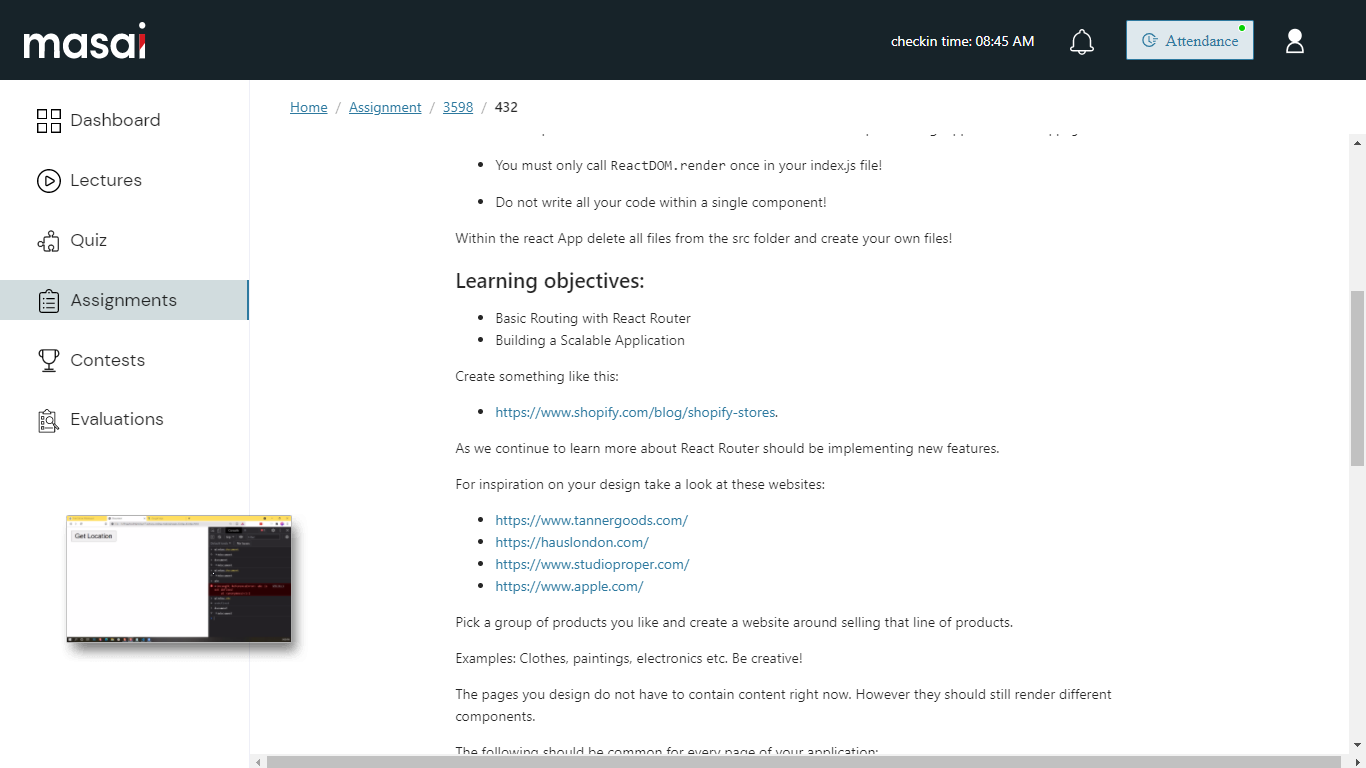 masai
checkin time: 08:45 AM
Attendance
Dashboard
Lectures
Quiz
Assignments
Contests
Evaluations
Home / Assignment / 3598 / 432
You must only call ReactDOM.render once in your index.js file!
Do not write all your code within a single component!
Within the react App delete all files from the src folder and create your own files!
Learning objectives:
Basic Routing with React Router
Building a Scalable Application
Create something like this:
https://www.shopify.com/blog/shopify-stores.
As we continue to learn more about React Router should be implementing new features.
For inspiration on your design take a look at these websites:
https://www.tannergoods.com/
https://hauslondon.com/
https://www.studioproper.com/
https://www.apple.com/
Pick a group of products you like and create a website around selling that line of products.
Examples: Clothes, paintings, electronics etc. Be creative!
The pages you design do not have to contain content right now. However they should still render different
components.
The following should be common for every page of your application:
Get Location